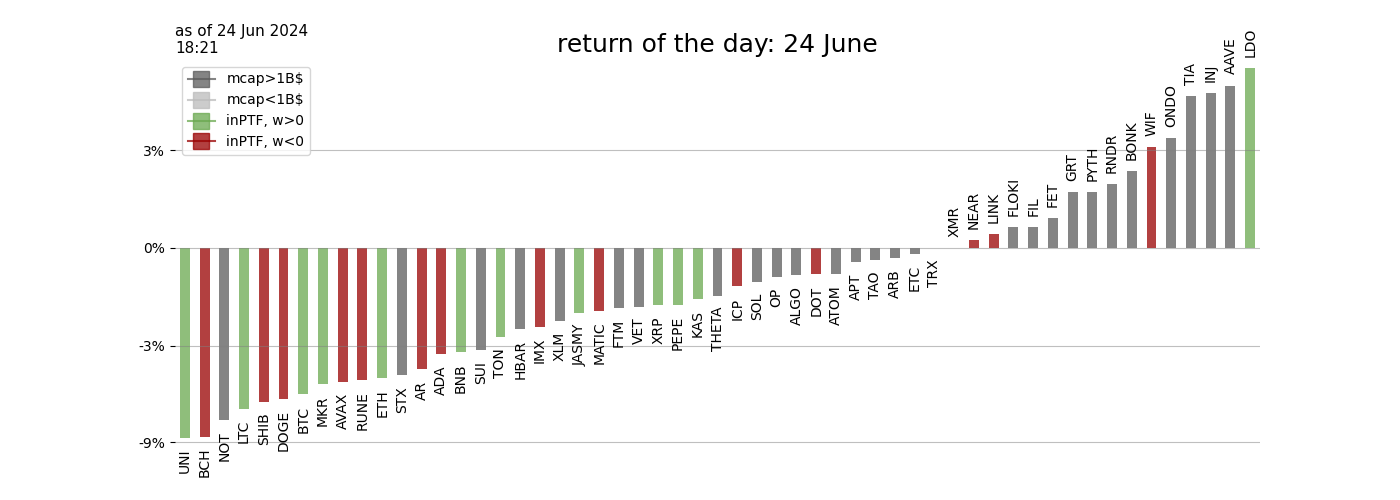 as of 24 Jun 2024
18:21
return of the day: 24 June
mcap>1B$
mcap<1B$
inPTF, w>0
inPTF, w<0
3%
0%
-3%
-9%
UNI
BCH
NOT
LTC
SHIB
DOGE
BTC
MKR
AVAX
RUNE
ETH
STX
AR
ADA
BNB
SUI
TON
HBAR
IMX
XLM
JASMY
MATIC
FTM
VET
XRP
PEPE
KAS
THETA
ICP
SOL
OP
ALGO
DOT
ATOM
APT
TAO
ARB
ETC
TRX
XMR
NEAR
LINK
FLOKI
FIL
FET
GRT
PYTH
RNDR
BONK
WIF
ONDO
TIA
INJ
AAVE
LDO